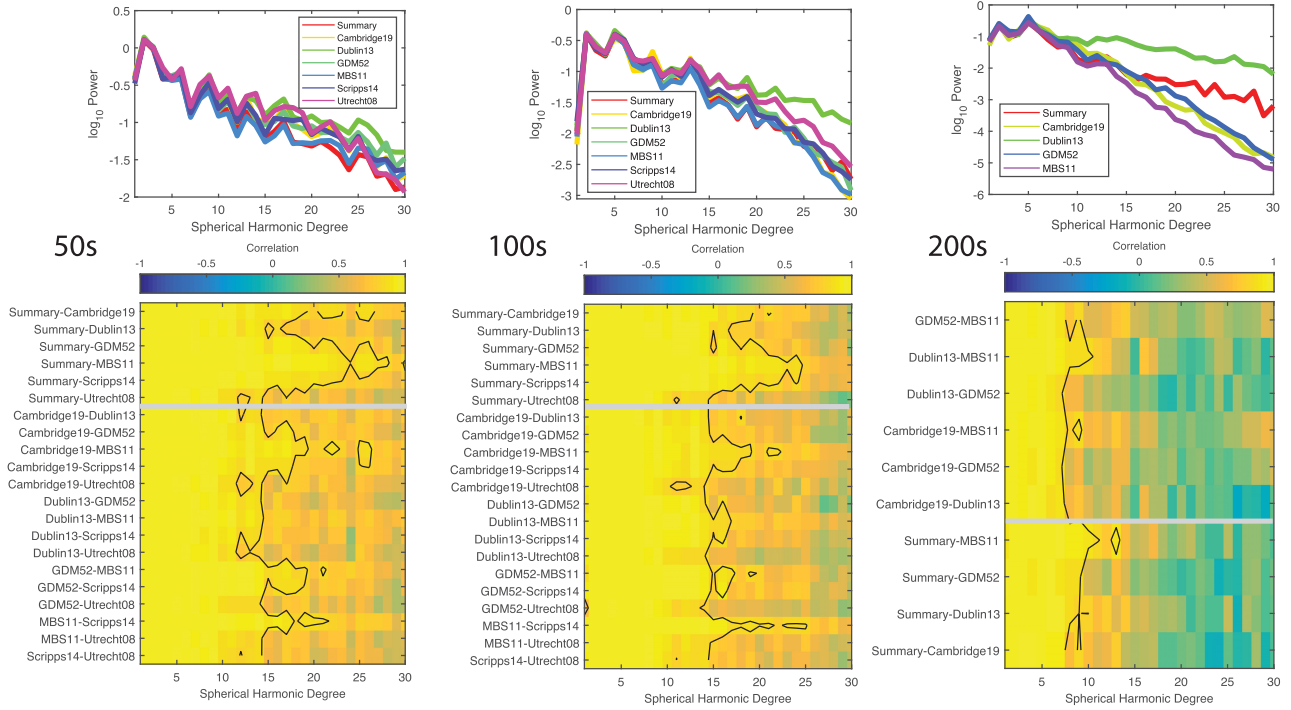 0.5
0
-0.5
-1.0
-1.5
-2
log10 Power
5 10 15 20 25 30
Spherical Harmonic Degree
Summary
Cambridge19
Dublin13
GDM52
MBS11
Scripps14
Utrecht08
-0
-0.5
-1.0
-1.5
-2.0
-2.5
-3
log10 Power
5 10 15 20 25 30
Spherical Harmonic Degree
Summary
Cambridge19
Dublin13
GDM52
MBS11
Scripps14
Utrecht08
-0
-1
-2
-3
-4
-5
-6
log10 Power
5 10 15 20 25 30
Spherical Harmonic Degree
Summary
Cambridge19
Dublin13
GDM52
MBS11
50s
Correlation
-1 -0.5 0 0.5 1
Summary-Cambridge19
Summary-Dublin13
Summary-GDM52
Summary-MBS11
Summary-Scripps14
Summary-Utrecht08
Cambridge19-Dublin13
Cambridge19-GDM52
Cambridge19-MBS11
Cambridge19-Scripps14
Cambridge19-Utrecht08
Dublin13-GDM52
Dublin13-MBS11
Dublin13-Scripps14
Dublin13-Utrecht08
GDM52-MBS11
GDM52-Scripps14
GDM52-Utrecht08
MBS11-Scripps14
MBS11-Utrecht08
Scripps14-Utrecht08
5 10 15 20 25 30
Spherical Harmonic Degree
100s
Correlation
-1 -0.5 0 0.5 1
Summary-Cambridge19
Summary-Dublin13
Summary-GDM52
Summary-MBS11
Summary-Scripps14
Summary-Utrecht08
Cambridge19-Dublin13
Cambridge19-GDM52
Cambridge19-MBS11
Cambridge19-Scripps14
Cambridge19-Utrecht08
Dublin13-GDM52
Dublin13-MBS11
Dublin13-Scripps14
Dublin13-Utrecht08
GDM52-MBS11
GDM52-Scripps14
GDM52-Utrecht08
MBS11-Scripps14
MBS11-Utrecht08
Scripps14-Utrecht08
5 10 15 20 25 30
Spherical Harmonic Degree
200s
Correlation
-1 -0.5 0 0.5 1
GDM52-MBS11
Dublin13-MBS11
Dublin13-GDM52
Cambridge19-MBS11
Cambridge19-GDM52
Cambridge19-Dublin13
Summary-MBS11
Summary-GDM52
Summary-Dublin13
Summary-Cambridge19
5 10 15 20 25 30
Spherical Harmonic Degree